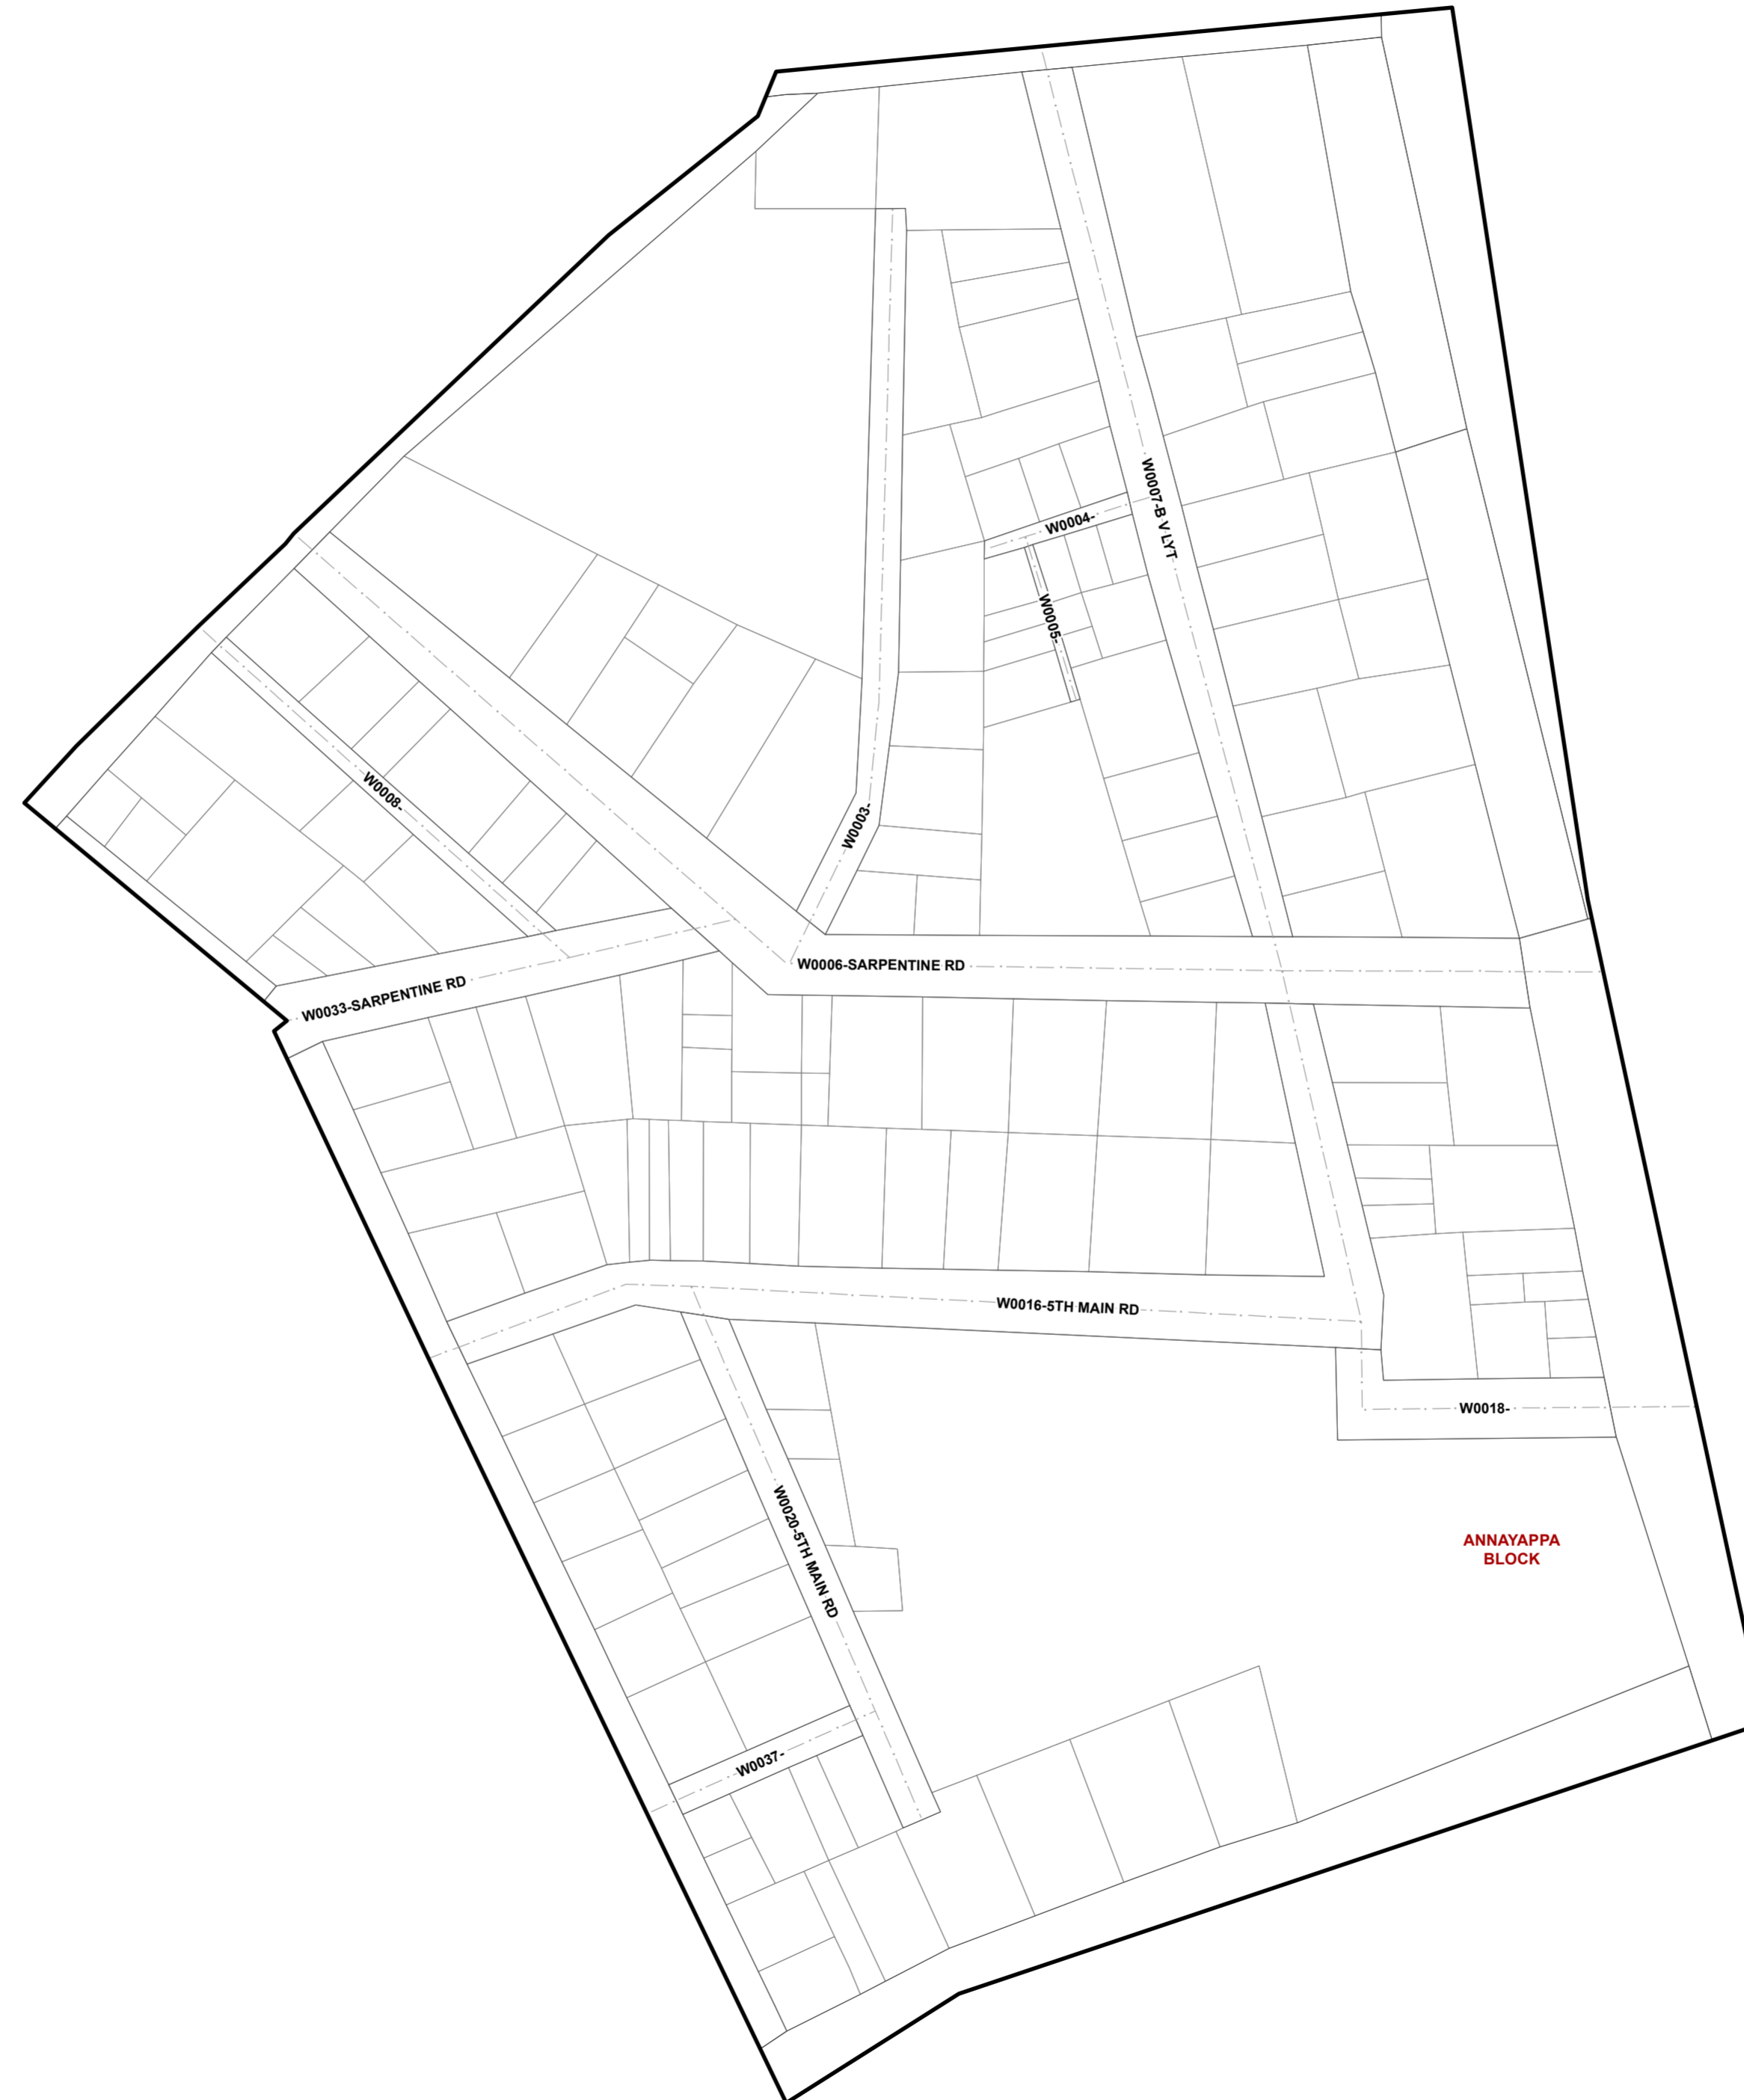 W0007-B V LYT
W0004-
W0005-
W0008-
W0003-
W0006-SARPENTINE RD
W0033-SARPENTINE RD
W0016-5TH MAIN RD
W0018-
W0020-5TH MAIN RD
ANNAYAPPA
BLOCK
W0037-